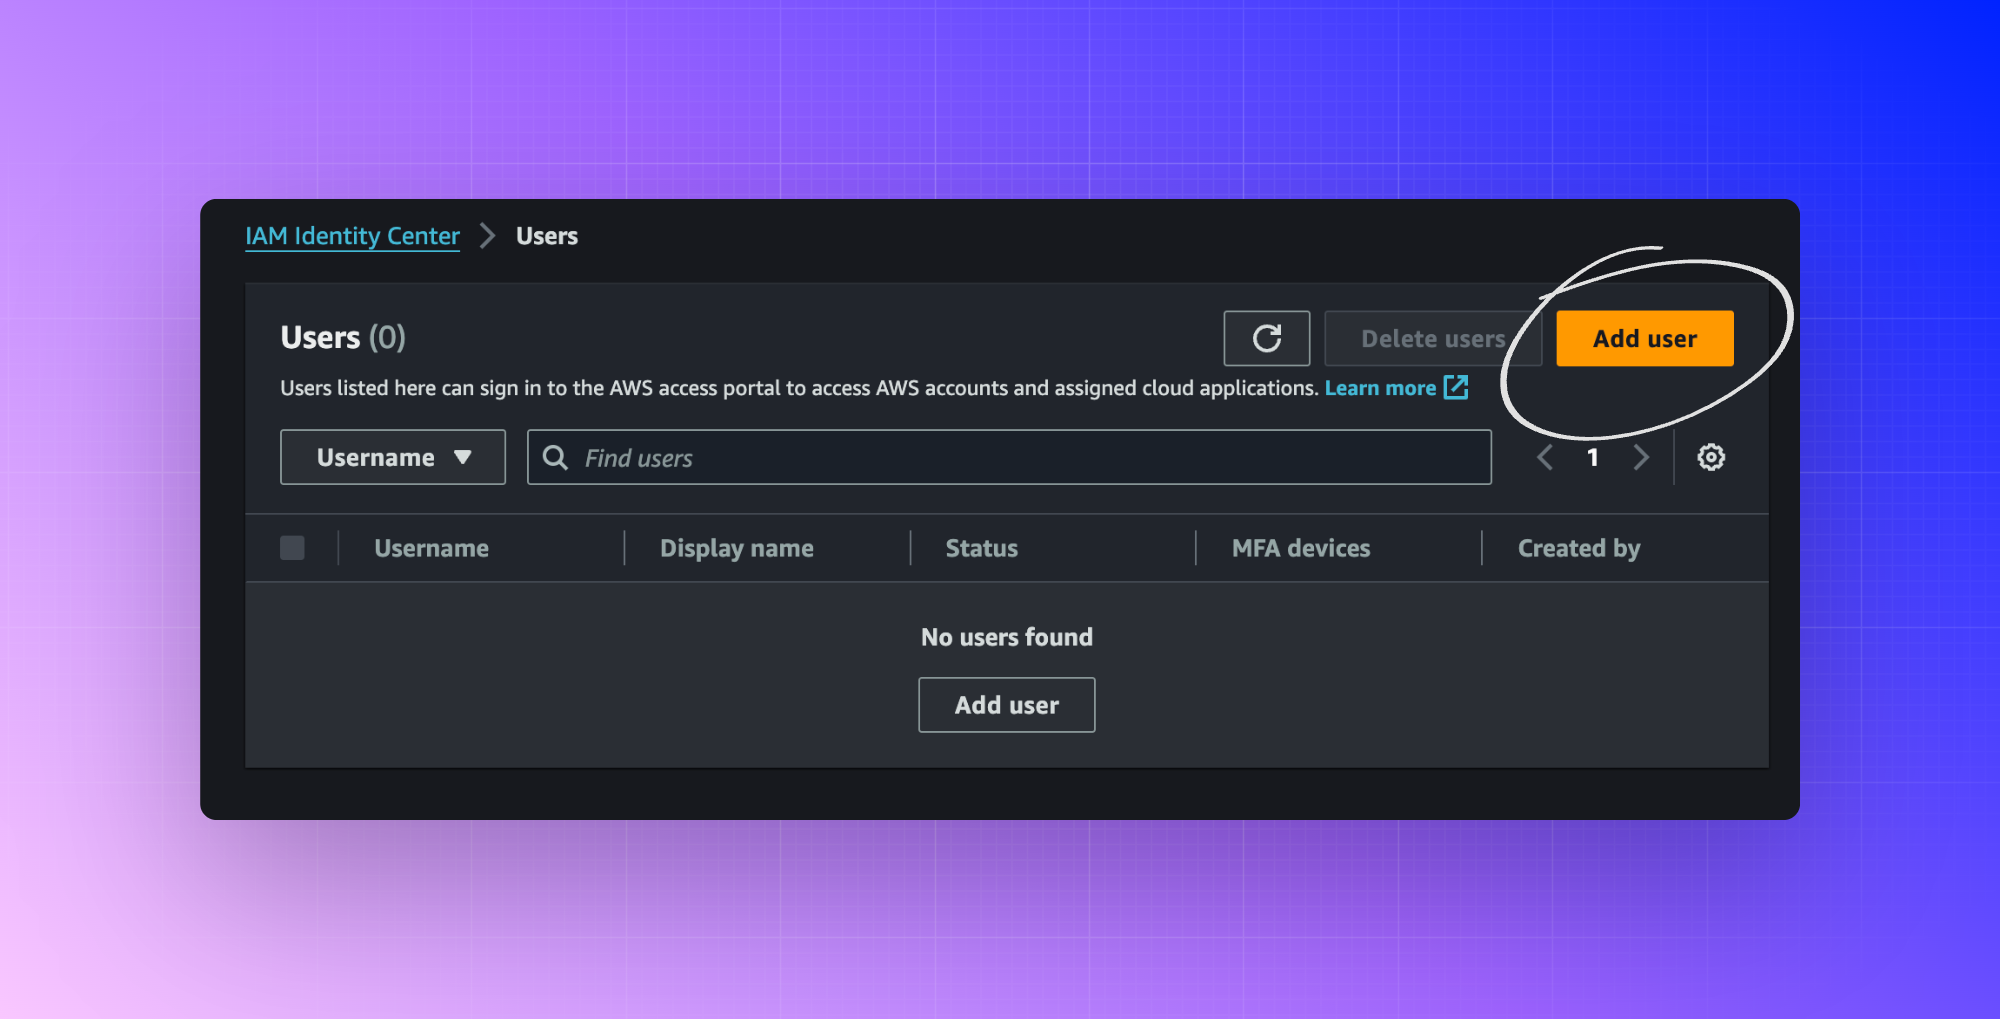 IAM Identity Center > Users
Users (0)
Delete users
Add user
Users listed here can sign in to the AWS access portal to access AWS accounts and assigned cloud applications. Learn more
Username
Find users
1
Username Display name Status MFA devices Created by
No users found
Add user